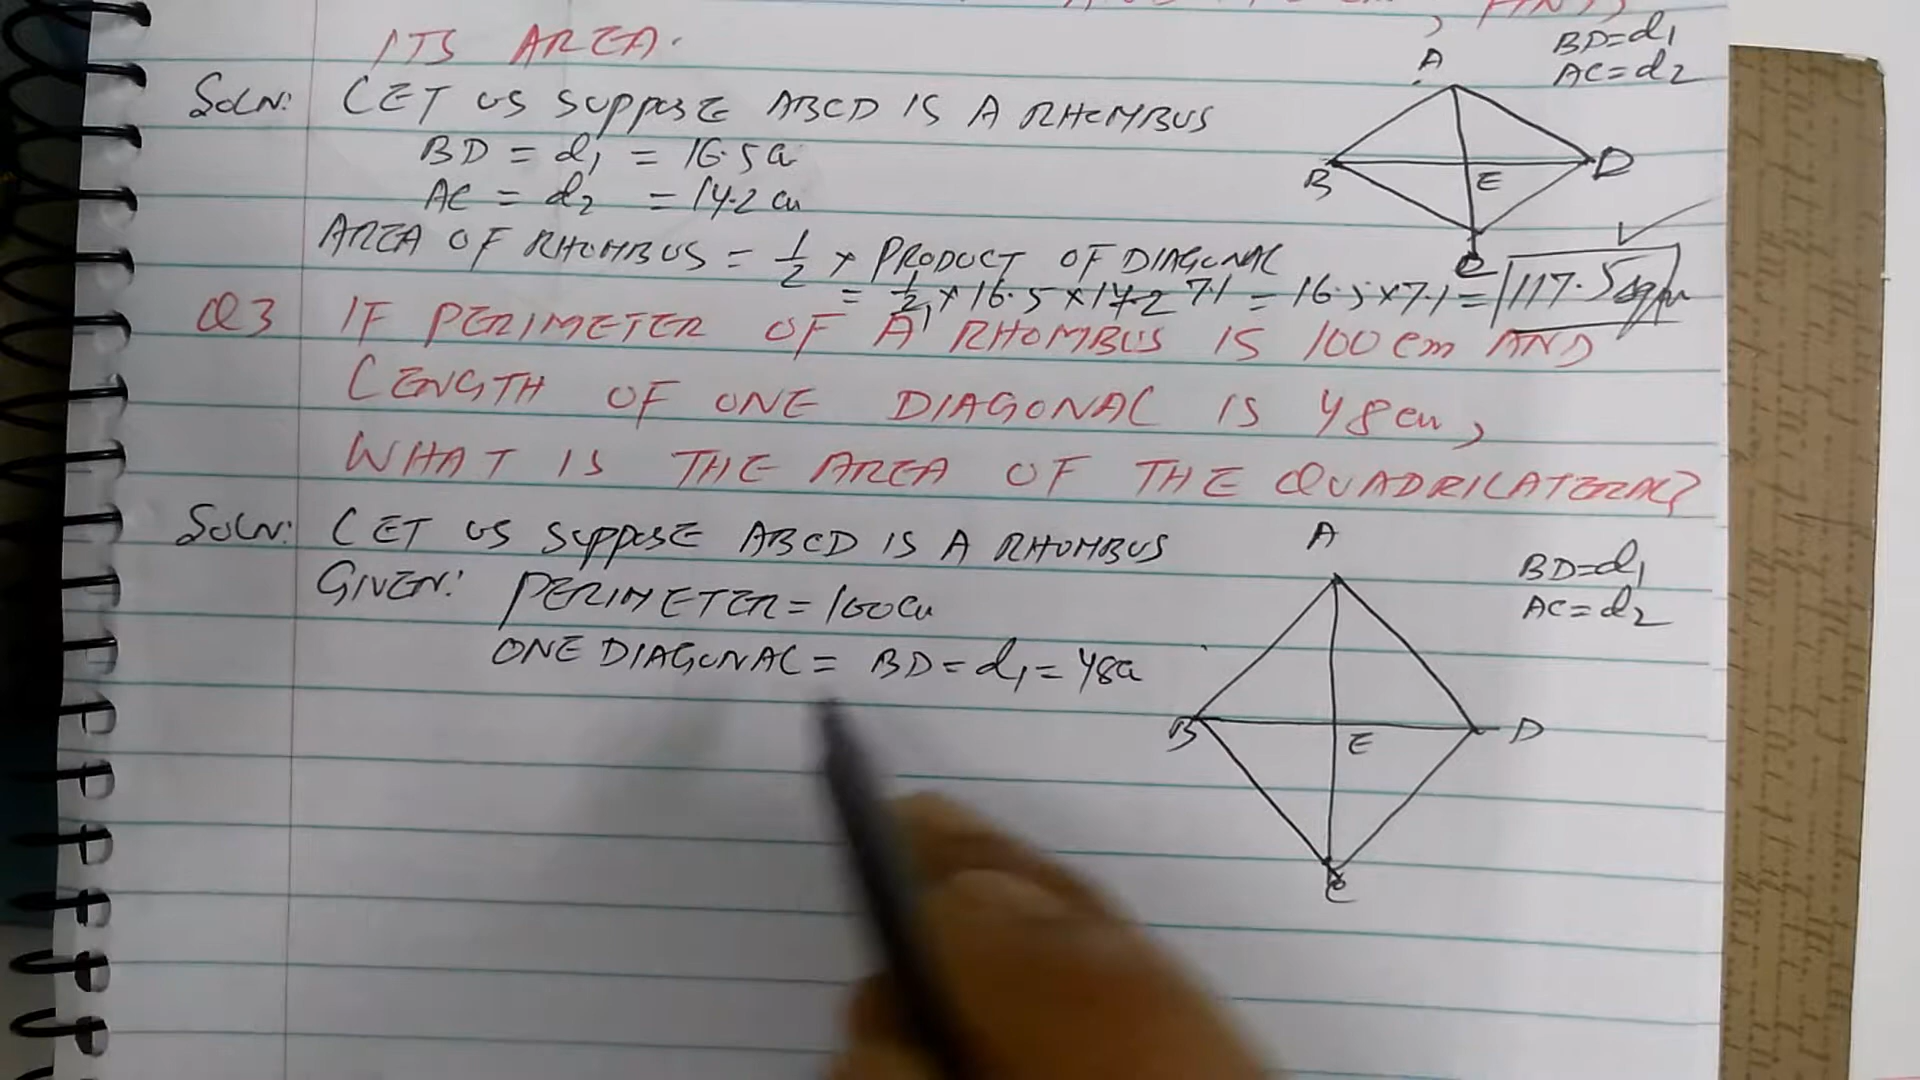 ITS AREA.
BD=d1
AC=d2
A
SOLN: LET US SUPPOSE ABCD IS A RHOMBUS
BD = d1 = 16.5 cm
AC = d2 = 14.2 cm
B E D
C
AREA OF RHOMBUS = 1/2 × PRODUCT OF DIAGONAL
= 1/2 × 16.5 × 14.2 7.1 = 16.5×7.1 = 117.5 sq cm
Q3 IF PERIMETER OF A RHOMBUS IS 100 cm AND
LENGTH OF ONE DIAGONAL IS 48 cm,
WHAT IS THE AREA OF THE QUADRILATERAL?
SOLN: LET US SUPPOSE ABCD IS A RHOMBUS
A
BD=d1
AC=d2
GIVEN: PERIMETER = 100 cm
ONE DIAGONAL = BD = d1 = 48 cm
B E D
C